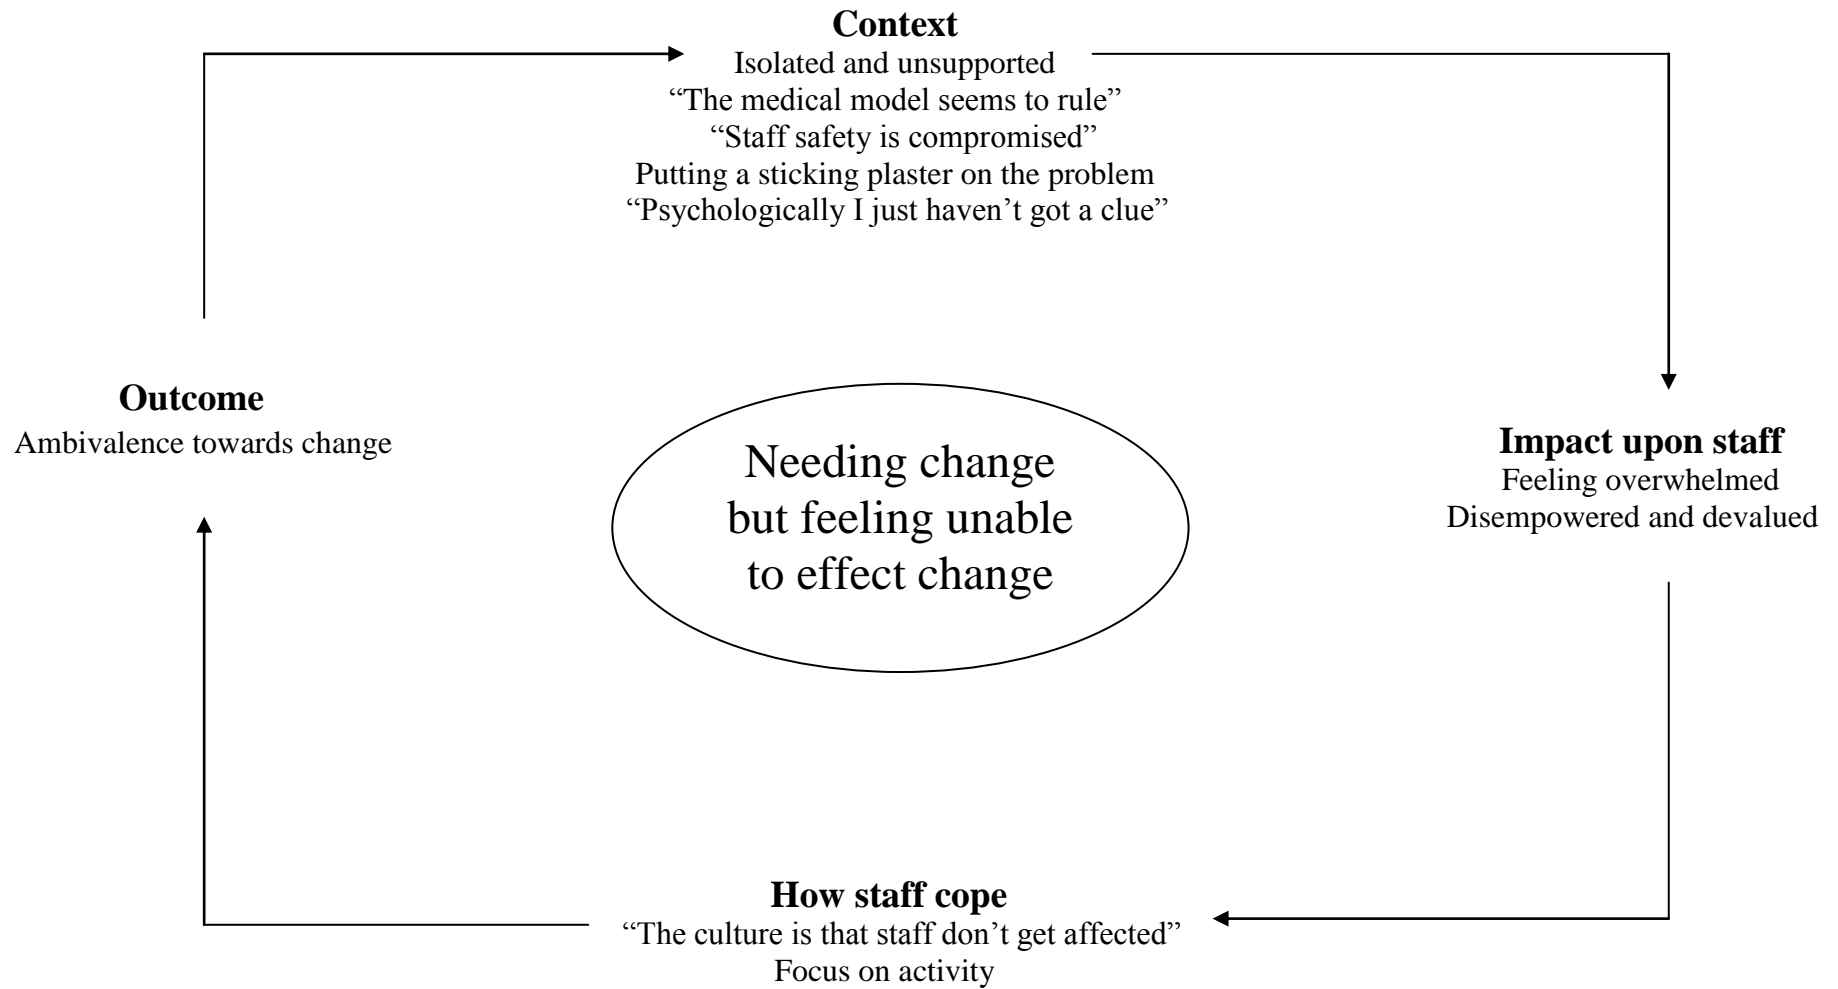 Context
Isolated and unsupported
“The medical model seems to rule”
“Staff safety is compromised”
Putting a sticking plaster on the problem
“Psychologically I just haven’t got a clue”
Outcome
Ambivalence towards change
Needing change
but feeling unable
to effect change
Impact upon staff
Feeling overwhelmed
Disempowered and devalued
How staff cope
“The culture is that staff don’t get affected”
Focus on activity